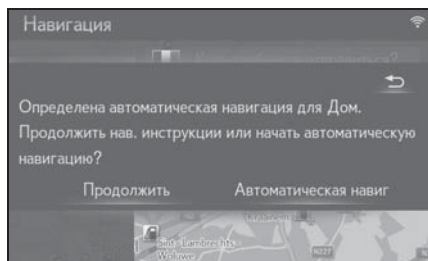 Навигация
Определена автоматическая навигация для Дом.
Продолжить нав. инструкции или начать автоматическую
навигацию?
Продолжить
Автоматическая навиг
Sint - Lambrechts -
Woluwe
N227